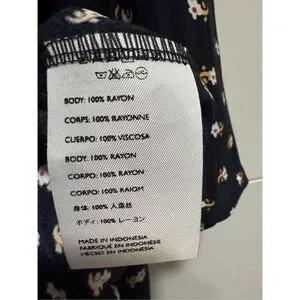 BODY: 100% RAYON
CORPS: 100% RAYONNE
CUERPO: 100% VISCOSA
BODY: 100% RAYON
CORPO: 100% RAYON
CORPO: 100% RAIOM
身体: 100% 人造丝
ボディ: 100% レーヨン
MADE IN INDONESIA
FABRIQUÉ EN INDONÉSIE
HECHO EN INDONESIA